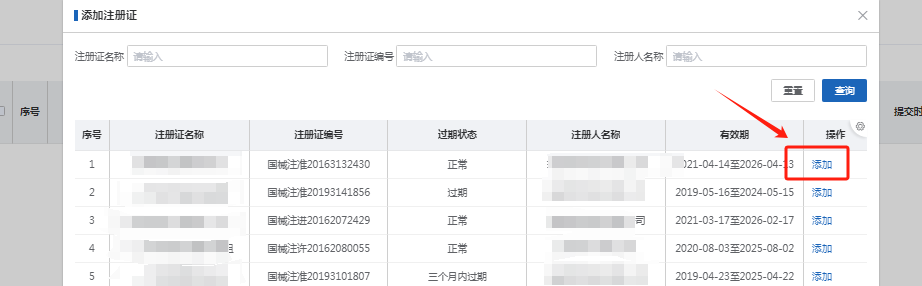 添加注册证
注册证名称 请输入 注册证编号 请输入 注册人名称 请输入
重置 查询
序号 提交时
序号 注册证名称 注册证编号 过期状态 注册人名称 有效期 操作
1 国械注准20163132430 正常 2021-04-14至2026-04-13 添加
2 国械注准20193141856 过期 2019-05-16至2024-05-15 添加
3 国械注进20162072429 正常 司 2021-03-17至2026-02-17 添加
4 国械注许20162080055 正常 2020-08-03至2025-08-02 添加
5 国械注准20193101807 三个月内过期 2019-04-23至2025-04-22 添加